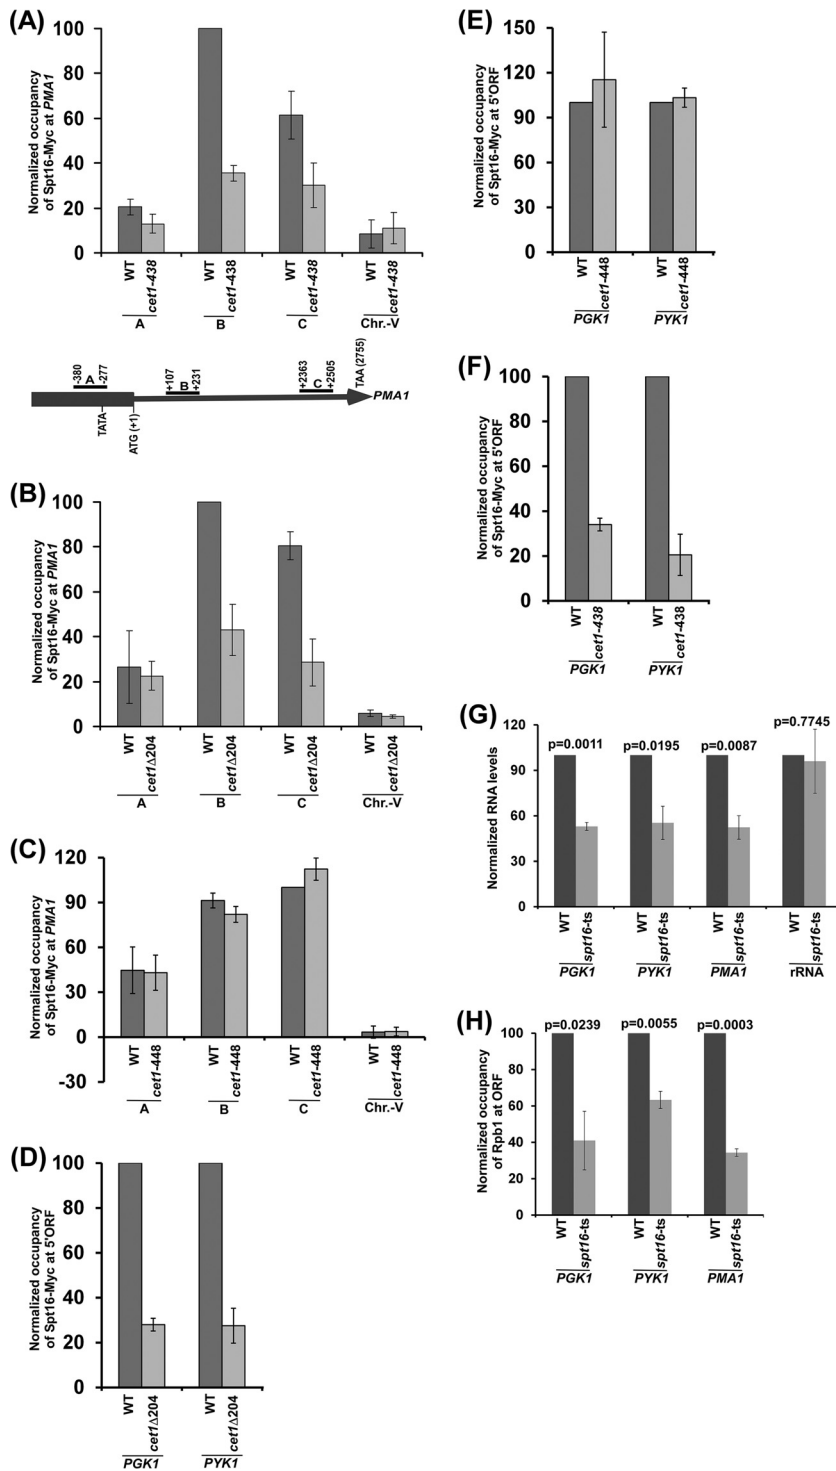 (A)
Normalized occupancy
of Spt16-Myc at PMA1
100
80
60
40
20
0
WT
cet1-438
WT
cet1-438
WT
cet1-438
WT
cet1-438
A
B
C
Chr.-V
-380
A
-277
+107
B
+231
+2363
C
+2505
TAA (2755)
PMA1
TATA
ATG (+1)
(B)
Normalized occupancy
of Spt16-Myc at PMA1
100
80
60
40
20
0
WT
cet1Δ204
WT
cet1Δ204
WT
cet1Δ204
WT
cet1Δ204
A
B
C
Chr.-V
(C)
Normalized occupancy
of Spt16-Myc at PMA1
120
90
60
30
0
-30
WT
cet1-448
WT
cet1-448
WT
cet1-448
WT
cet1-448
A
B
C
Chr.-V
(D)
Normalized occupancy
of Spt16-Myc at 5'ORF
100
80
60
40
20
0
WT
cet1Δ204
WT
cet1Δ204
PGK1
PYK1
(E)
Normalized occupancy
of Spt16-Myc at 5'ORF
150
120
90
60
30
0
WT
cet1-448
WT
cet1-448
PGK1
PYK1
(F)
Normalized occupancy
of Spt16-Myc at 5'ORF
100
80
60
40
20
0
WT
cet1-438
WT
cet1-438
PGK1
PYK1
(G)
Normalized RNA levels
120
90
60
30
0
p=0.0011
p=0.0195
p=0.0087
p=0.7745
WT
spt16-ts
WT
spt16-ts
WT
spt16-ts
WT
spt16-ts
PGK1
PYK1
PMA1
rRNA
(H)
Normalized occupancy
of Rpb1 at ORF
100
80
60
40
20
0
p=0.0239
p=0.0055
p=0.0003
WT
spt16-ts
WT
spt16-ts
WT
spt16-ts
PGK1
PYK1
PMA1